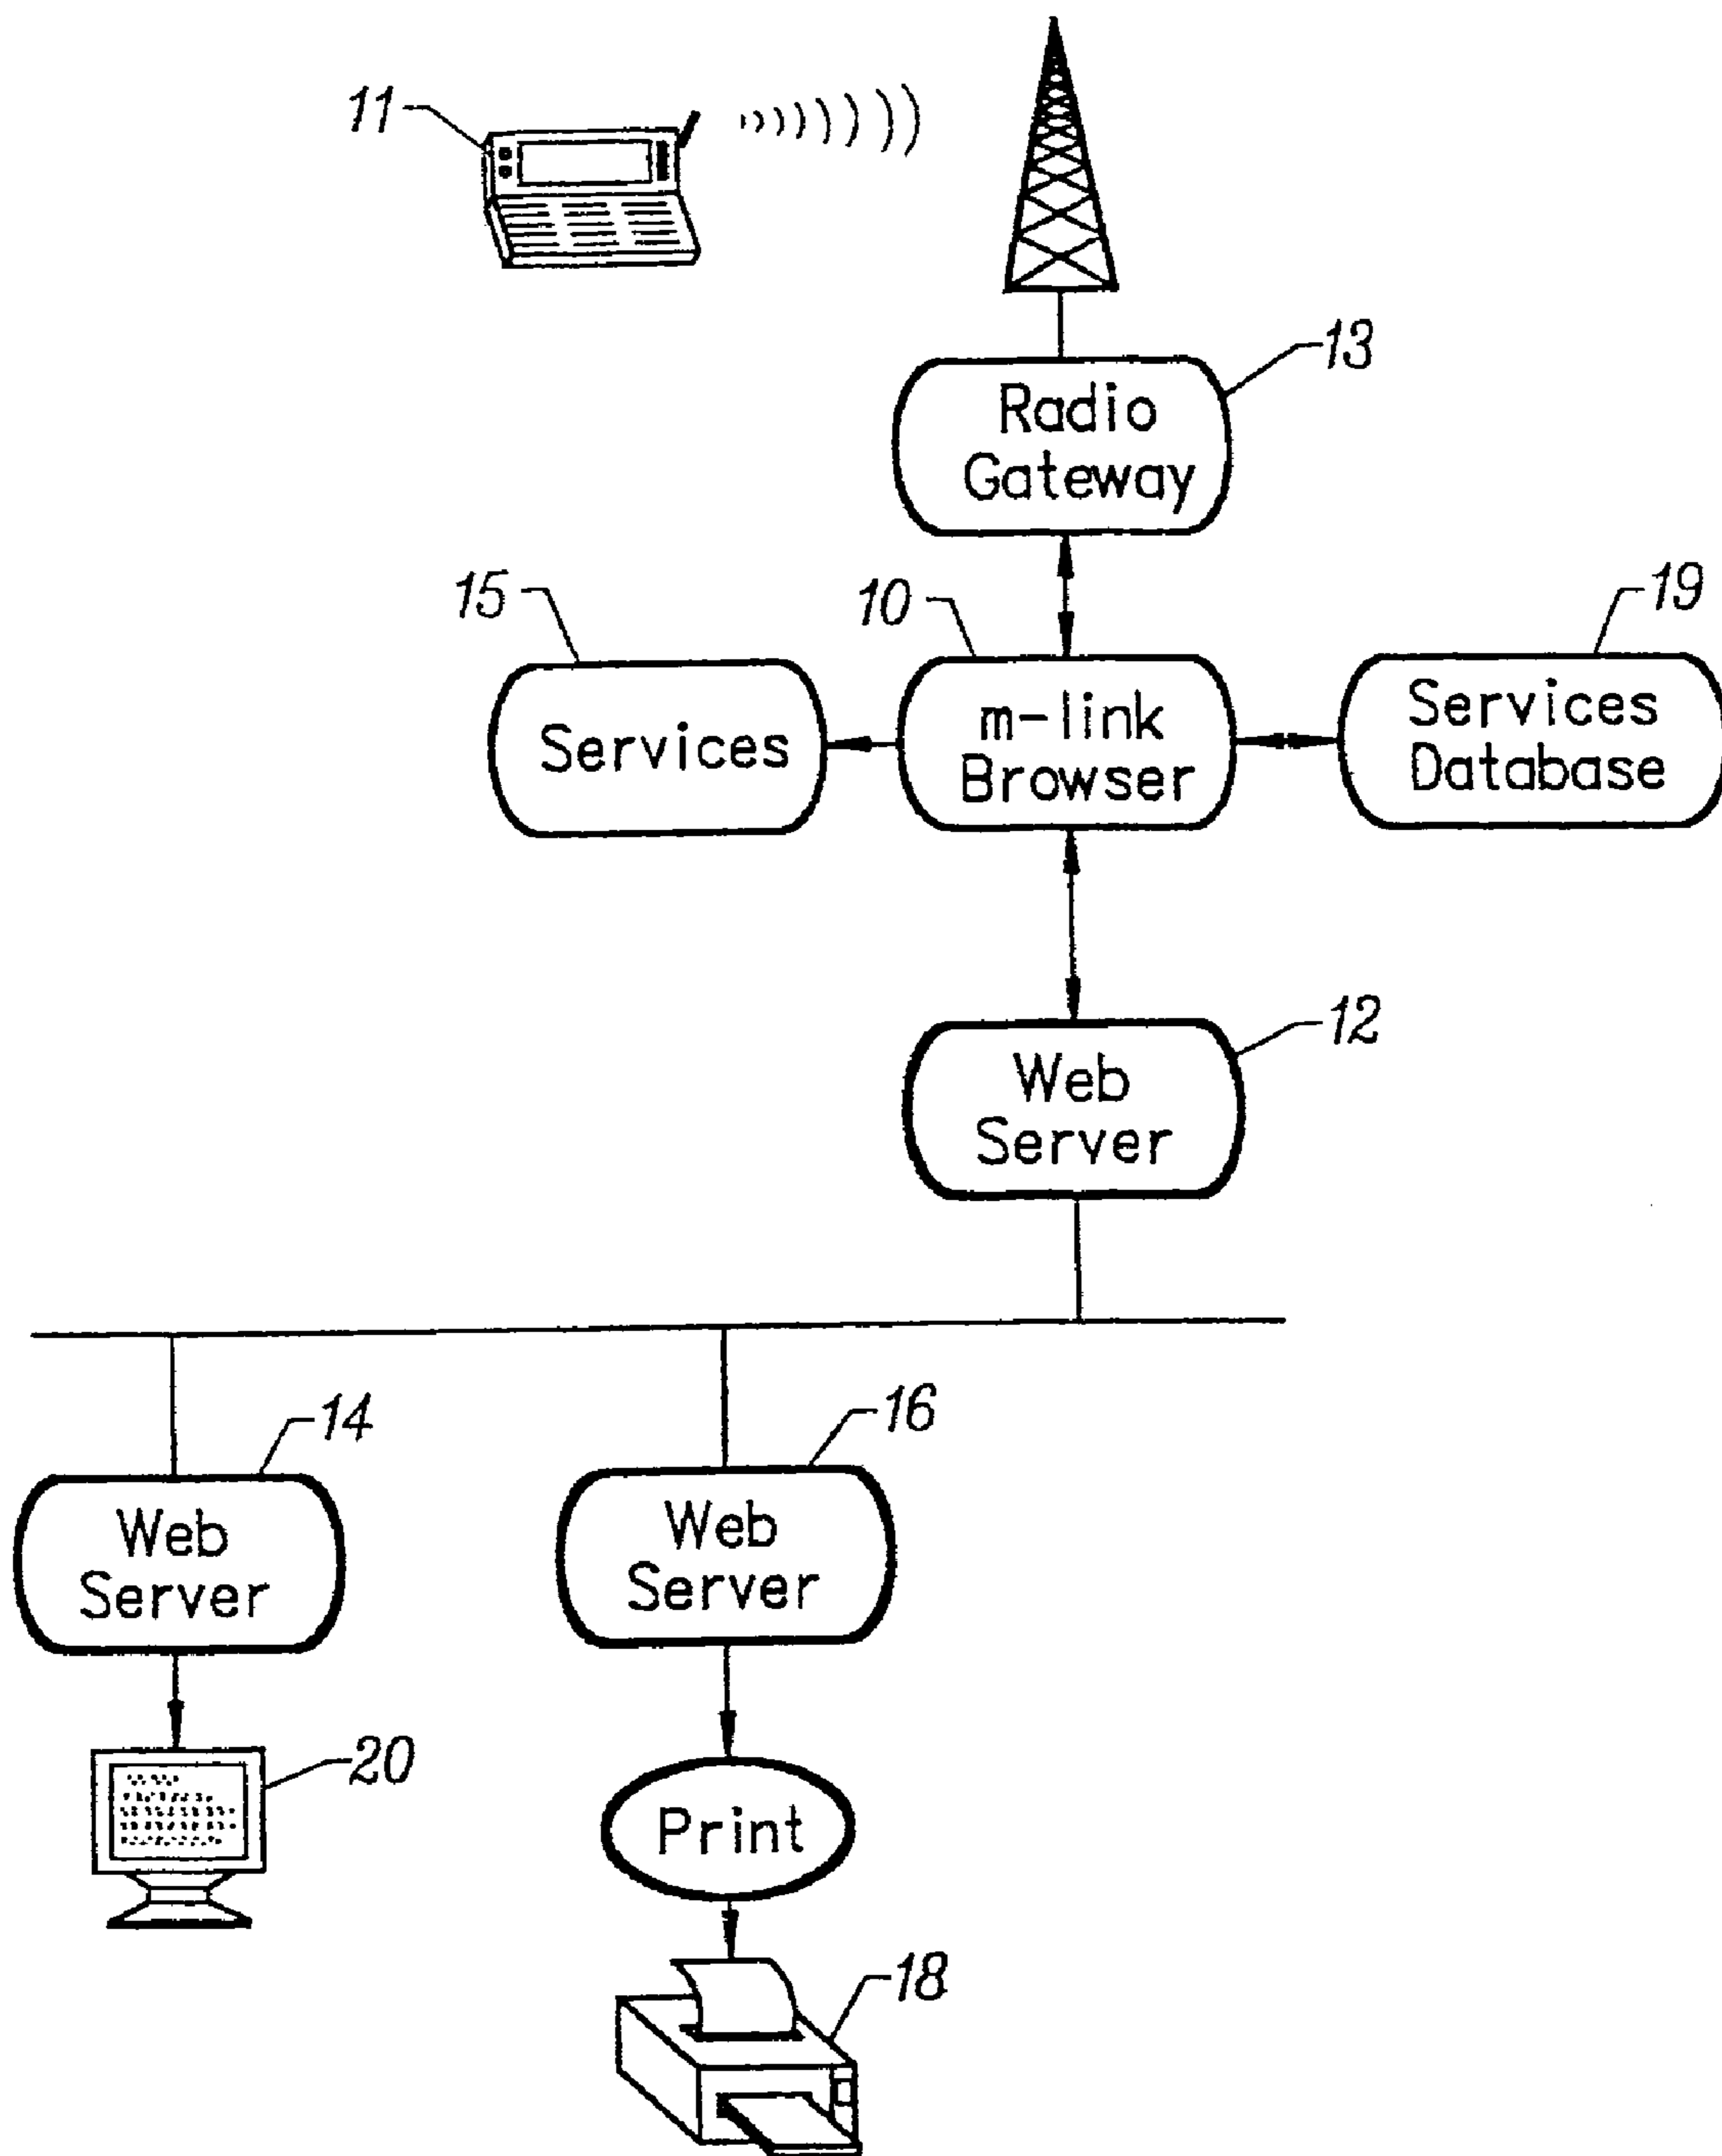 11
13
Radio
Gateway
15
10
19
Services
m-link
Browser
Services
Database
12
Web
Server
14
16
Web
Server
Web
Server
20
Print
18